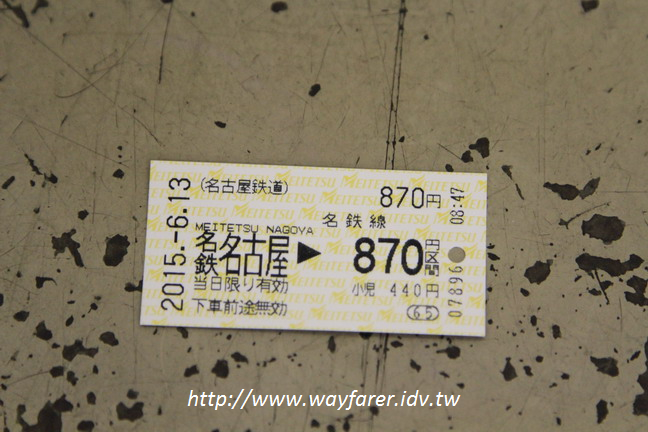 2015.-6.13
(名古屋鉄道)
870円
08:47
MEITETSU NAGOYA
名鉄線
名鉄名古屋▶870円区間
当日限り有効
小児 440円
下車前途無効
65
07896
http://www.wayfarer.idv.tw